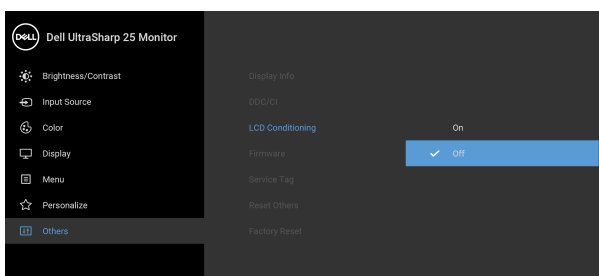 DELL Dell UltraSharp 25 Monitor
Brightness/Contrast
Input Source
Color
Display
Menu
Personalize
Others
Display Info
DDC/CI
LCD Conditioning
Firmware
Service Tag
Reset Others
Factory Reset
On
Off